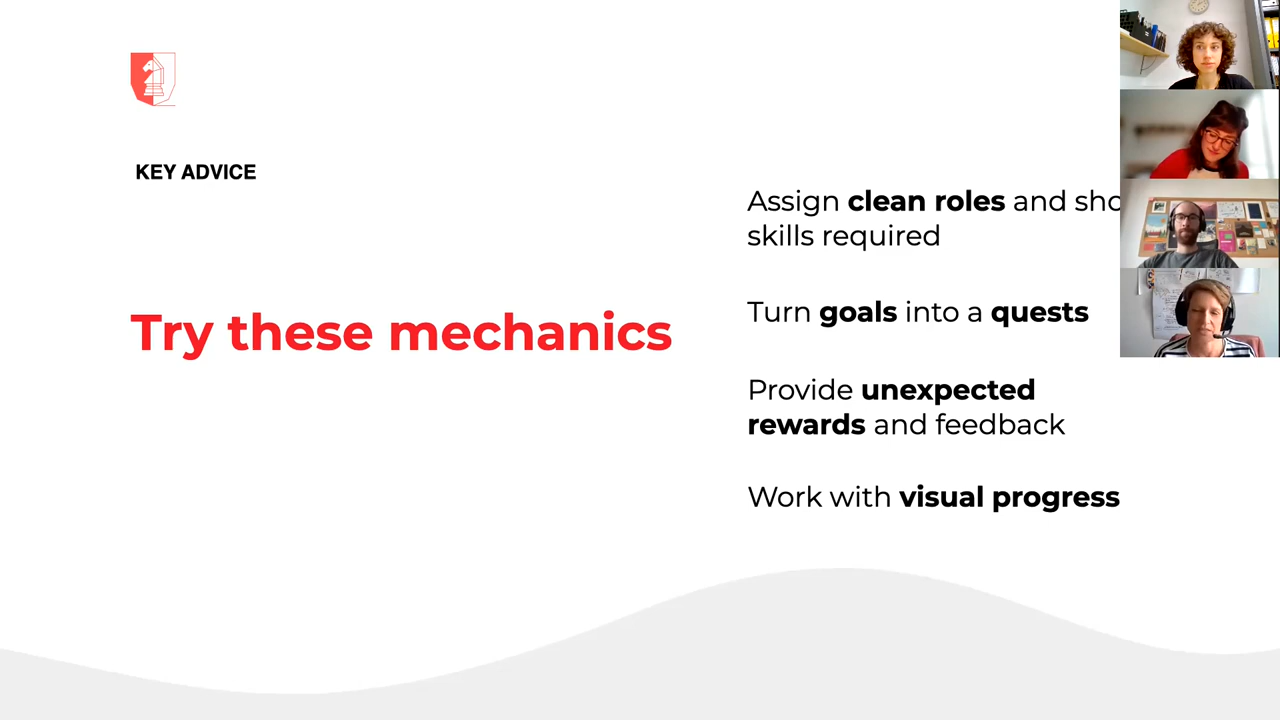 KEY ADVICE
Try these mechanics
Assign clean roles and
skills required
Turn goals into a quests
Provide unexpected
rewards and feedback
Work with visual progress